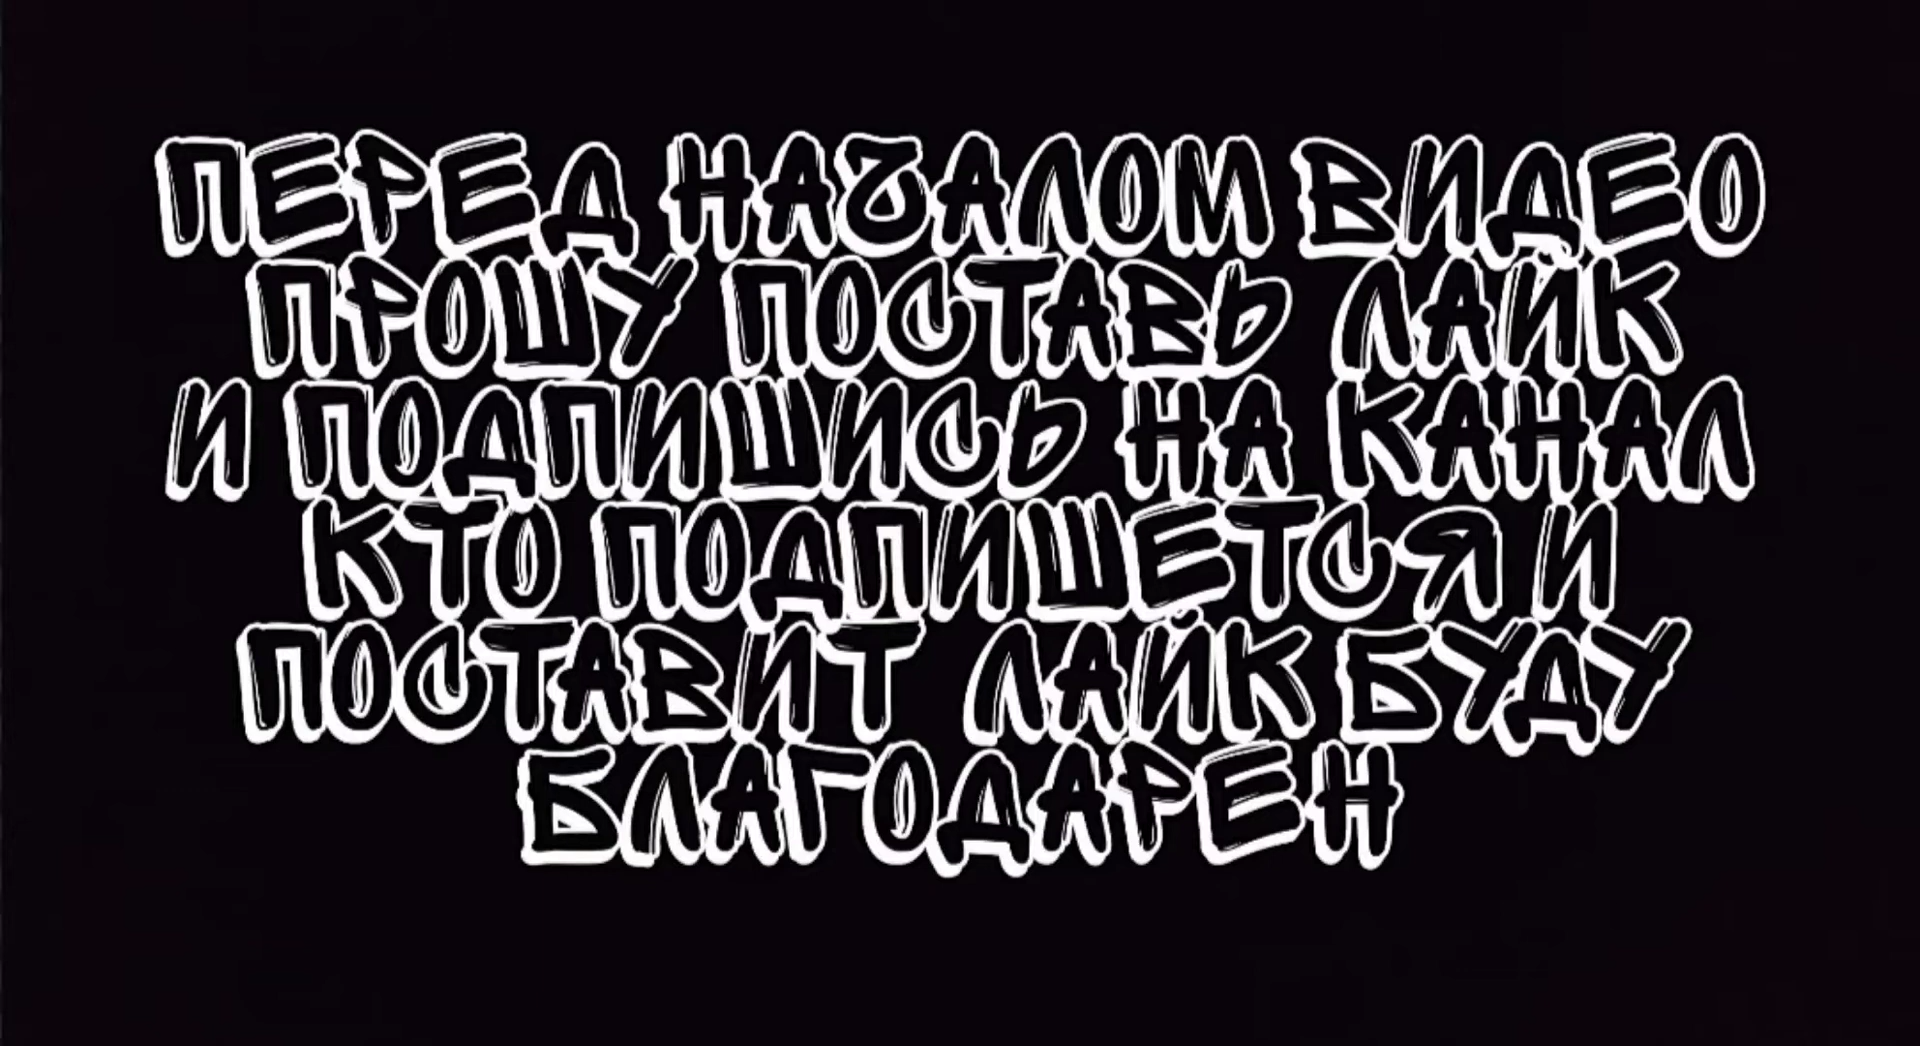 ПЕРЕД НАЧАЛОМ ВИДЕО
ПРОШУ ПОСТАВЬ ЛАЙК
И ПОДПИШИСЬ НА КАНАЛ
КТО ПОДПИШЕТСЯ И
ПОСТАВИТ ЛАЙК БУДУ
БЛАГОДАРЕН